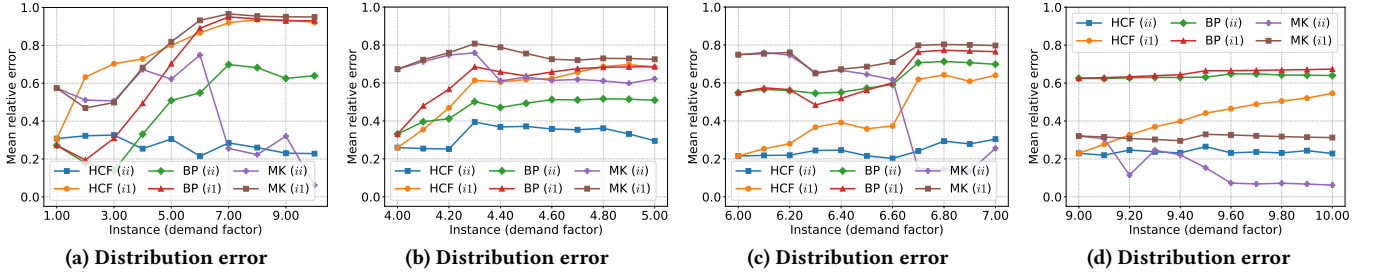 Mean relative error
1.0
0.8
0.6
0.4
0.2
0.0
HCF (ii) BP (ii) MK (ii)
HCF (i1) BP (i1) MK (i1)
1.00 3.00 5.00 7.00 9.00
Instance (demand factor)
(a) Distribution error
Mean relative error
1.0
0.8
0.6
0.4
0.2
0.0
HCF (ii) BP (ii) MK (ii)
HCF (i1) BP (i1) MK (i1)
4.00 4.20 4.40 4.60 4.80 5.00
Instance (demand factor)
(b) Distribution error
Mean relative error
1.0
0.8
0.6
0.4
0.2
0.0
HCF (ii) BP (ii) MK (ii)
HCF (i1) BP (i1) MK (i1)
6.00 6.20 6.40 6.60 6.80 7.00
Instance (demand factor)
(c) Distribution error
Mean relative error
1.0
0.8
0.6
0.4
0.2
0.0
HCF (ii) BP (ii) MK (ii)
HCF (i1) BP (i1) MK (i1)
9.00 9.20 9.40 9.60 9.80 10.00
Instance (demand factor)
(d) Distribution error